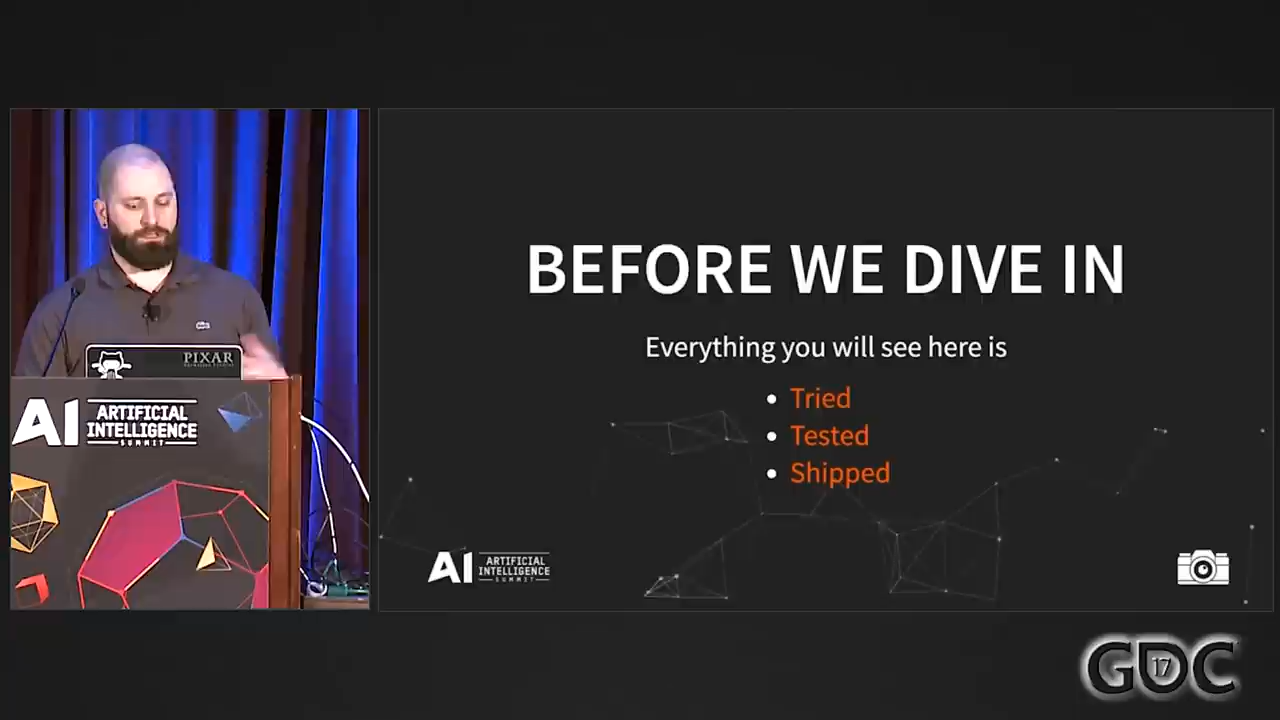 BEFORE WE DIVE IN
Everything you will see here is
Tried
Tested
Shipped
PIXAR
AI ARTIFICIAL
INTELLIGENCE
SUMMIT
AI ARTIFICIAL
INTELLIGENCE
SUMMIT
GDC
17